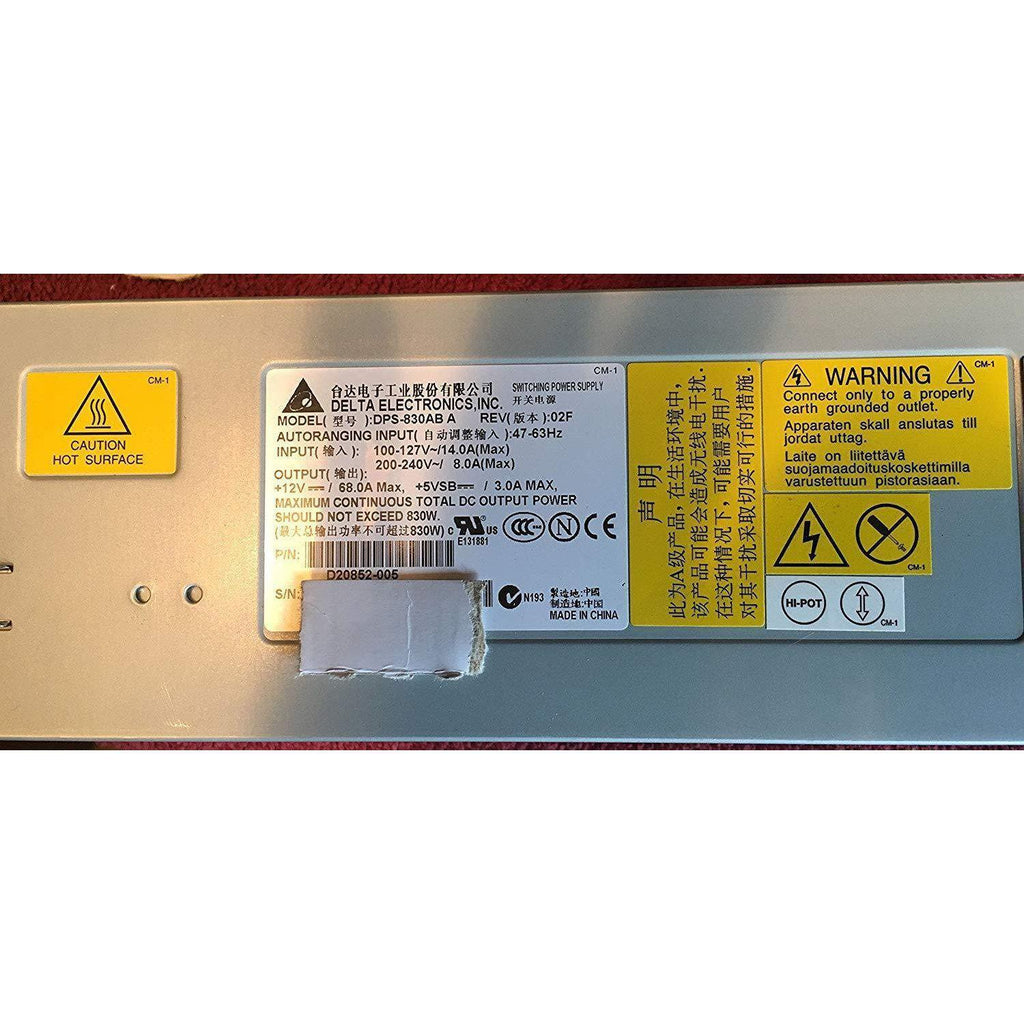 CM-1
CAUTION
HOT SURFACE
CM-1
台达电子工业股份有限公司 SWITCHING POWER SUPPLY
DELTA ELECTRONICS,INC. 开关电源
MODEL(型号):DPS-830AB A REV(版本):02F
AUTORANGING INPUT(自动调整输入):47-63Hz
INPUT(输入): 100-127V~/14.0A(Max)
200-240V~/ 8.0A(Max)
OUTPUT(输出):
+12V ⎓/ 68.0A Max, +5VSB⎓ / 3.0A MAX,
MAXIMUM CONTINUOUS TOTAL DC OUTPUT POWER
SHOULD NOT EXCEED 830W.
(最大总输出功率不可超过830W)
c UL® US
E131881
CCC
N
CE
P/N:
D20852-005
S/N:
N193
製造地:中國
制造地:中国
MADE IN CHINA
声明
此为A级产品,在生活环境中,
该产品可能会造成无线电干扰.
在这种情况下,可能需要用户
对其干扰采取切实可行的措施.
WARNING CM-1
Connect only to a properly
earth grounded outlet.
Apparaten skall anslutas till
jordat uttag.
Laite on liitettävä
suojamaadoituskoskettimilla
varustettuun pistorasiaan.
CM-1
HI-POT
CM-1